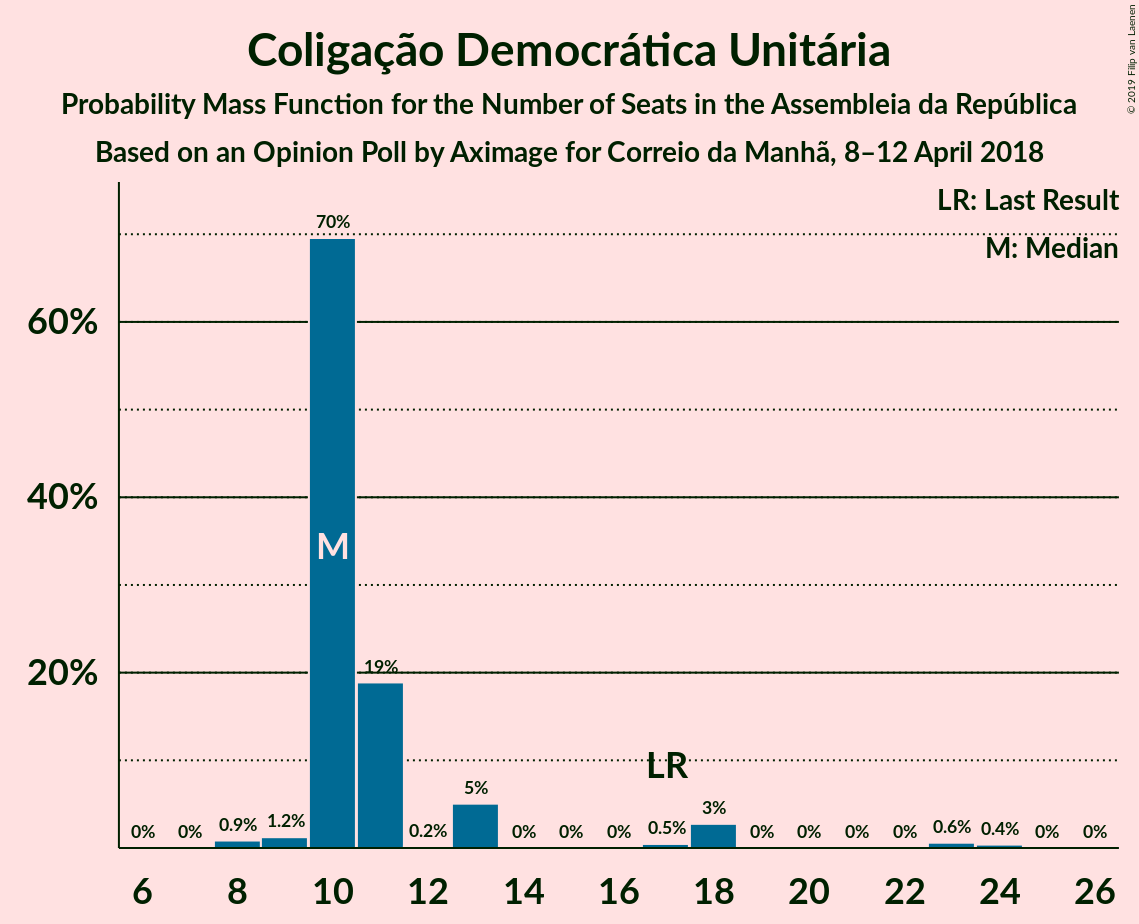 Coligação Democrática Unitária
Probability Mass Function for the Number of Seats in the Assembleia da República
Based on an Opinion Poll by Aximage for Correio da Manhã, 8–12 April 2018
© 2019 Filip van Laenen
LR: Last Result
M: Median
60%
40%
20%
0% 0% 0.9% 1.2% 70% 19% 0.2% 5% 0% 0% 0% 0.5% 3% 0% 0% 0% 0% 0.6% 0.4% 0% 0%
M
LR
6 8 10 12 14 16 18 20 22 24 26